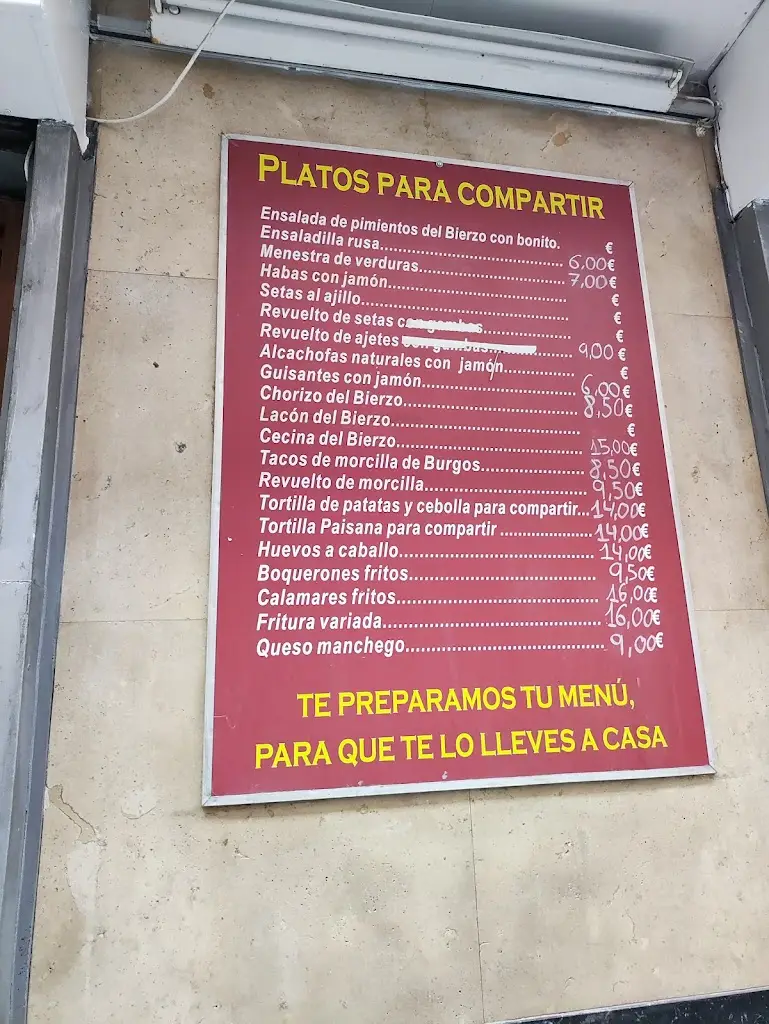 PLATOS PARA COMPARTIR
Ensalada de pimientos del Bierzo con bonito. €
Ensaladilla rusa........................................ 6,00€
Menestra de verduras................................ 7,00€
Habas con jamón........................................ €
Setas al ajillo............................................... €
Revuelto de setas ..................... €
Revuelto de ajetes ......... 9,00 €
Alcachofas naturales con jamón................ €
Guisantes con jamón.................................. 6,00€
Chorizo del Bierzo....................................... 8,50€
Lacón del Bierzo.......................................... €
Cecina del Bierzo......................................... 15,00€
Tacos de morcilla de Burgos....................... 8,50€
Revuelto de morcilla.................................... 9,50€
Tortilla de patatas y cebolla para compartir... 14,00€
Tortilla Paisana para compartir .................... 14,00€
Huevos a caballo.......................................... 14,00€
Boquerones fritos......................................... 9,50€
Calamares fritos........................................... 16,00€
Fritura variada.............................................. 16,00€
Queso manchego......................................... 9,00€
TE PREPARAMOS TU MENÚ,
PARA QUE TE LO LLEVES A CASA